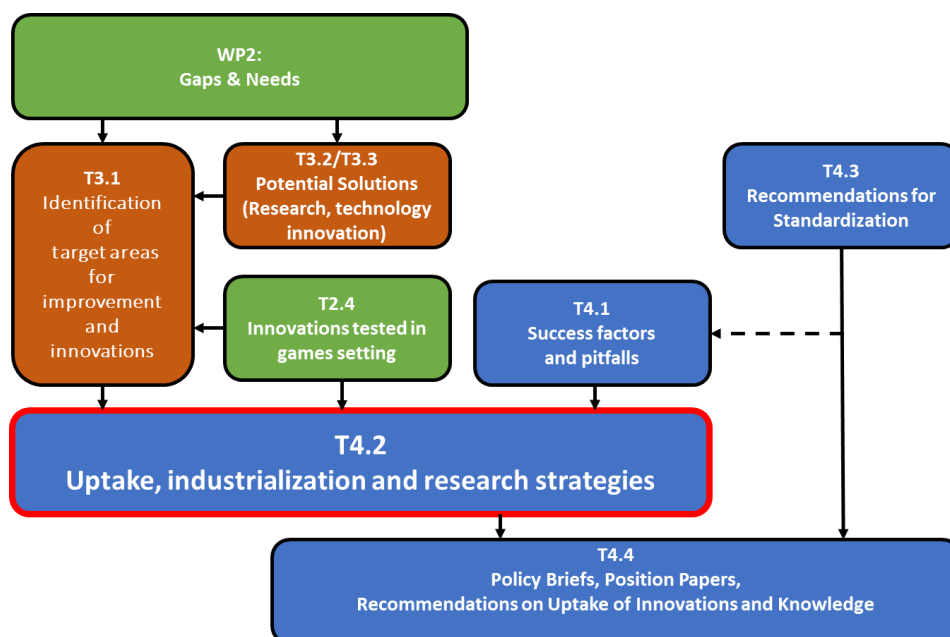 WP2:
Gaps & Needs
T3.1
Identification
of
target areas
for
improvement
and
innovations
T3.2/T3.3
Potential Solutions
(Research, technology
innovation)
T4.3
Recommendations for
Standardization
T2.4
Innovations tested in
games setting
T4.1
Success factors
and pitfalls
T4.2
Uptake, industrialization and research strategies
T4.4
Policy Briefs, Position Papers,
Recommendations on Uptake of Innovations and Knowledge